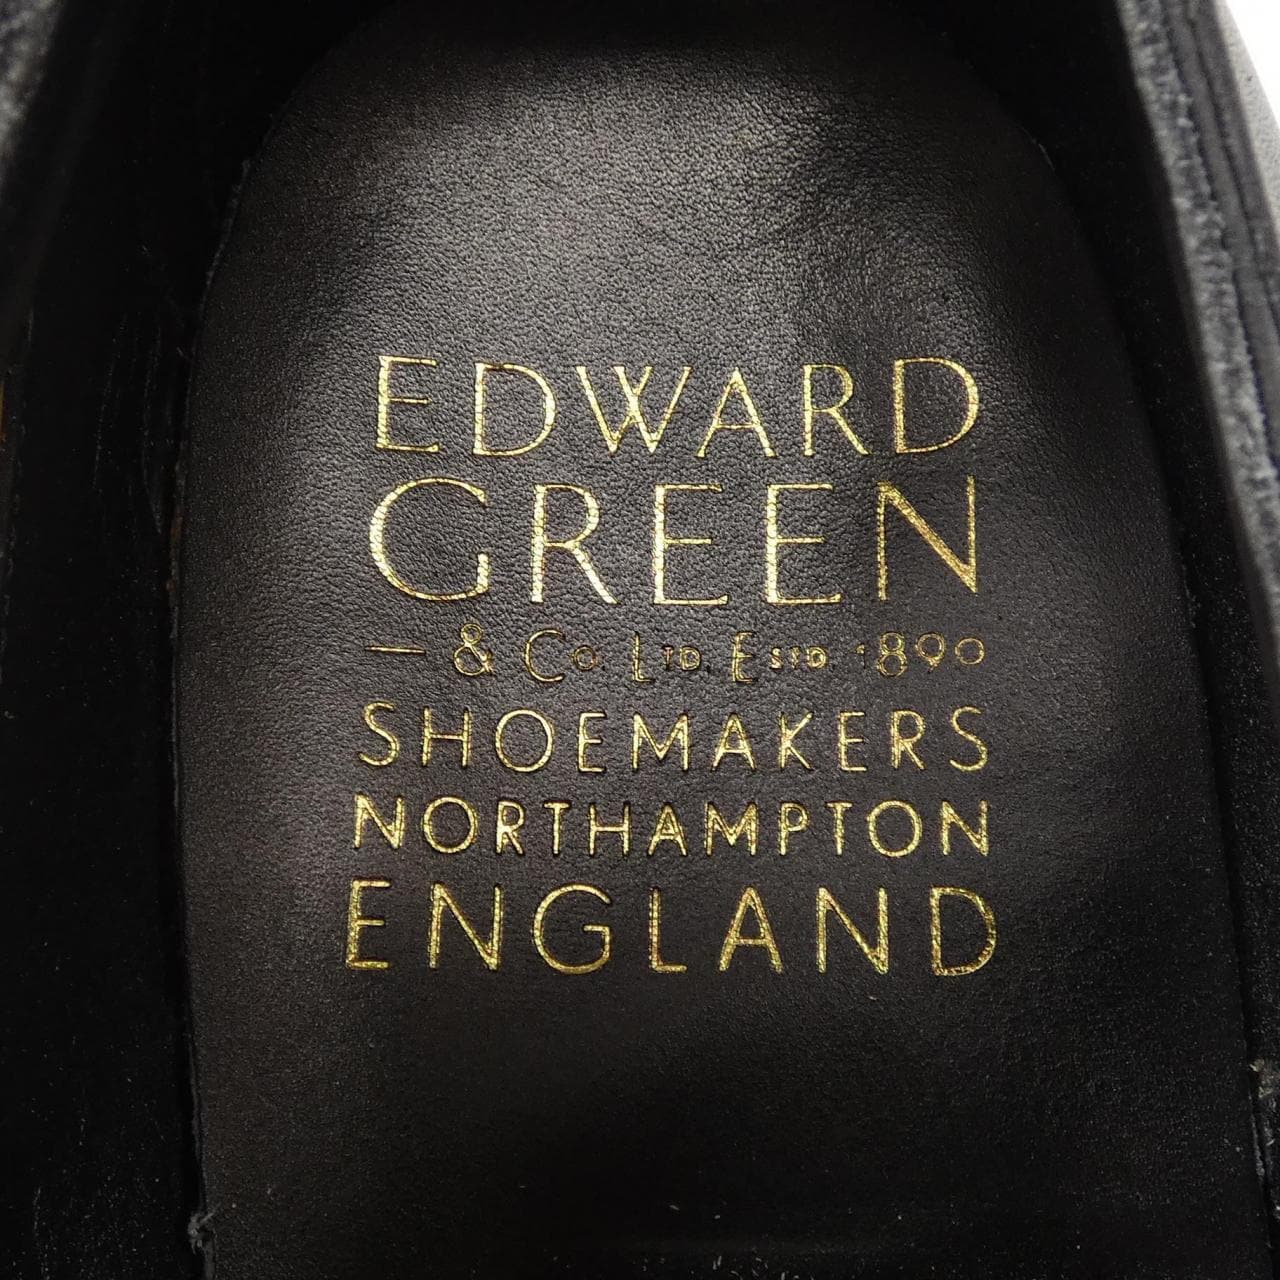 EDWARD
GREEN
— & Co. LTD. ESTD. 1890
SHOEMAKERS
NORTHAMPTON
ENGLAND